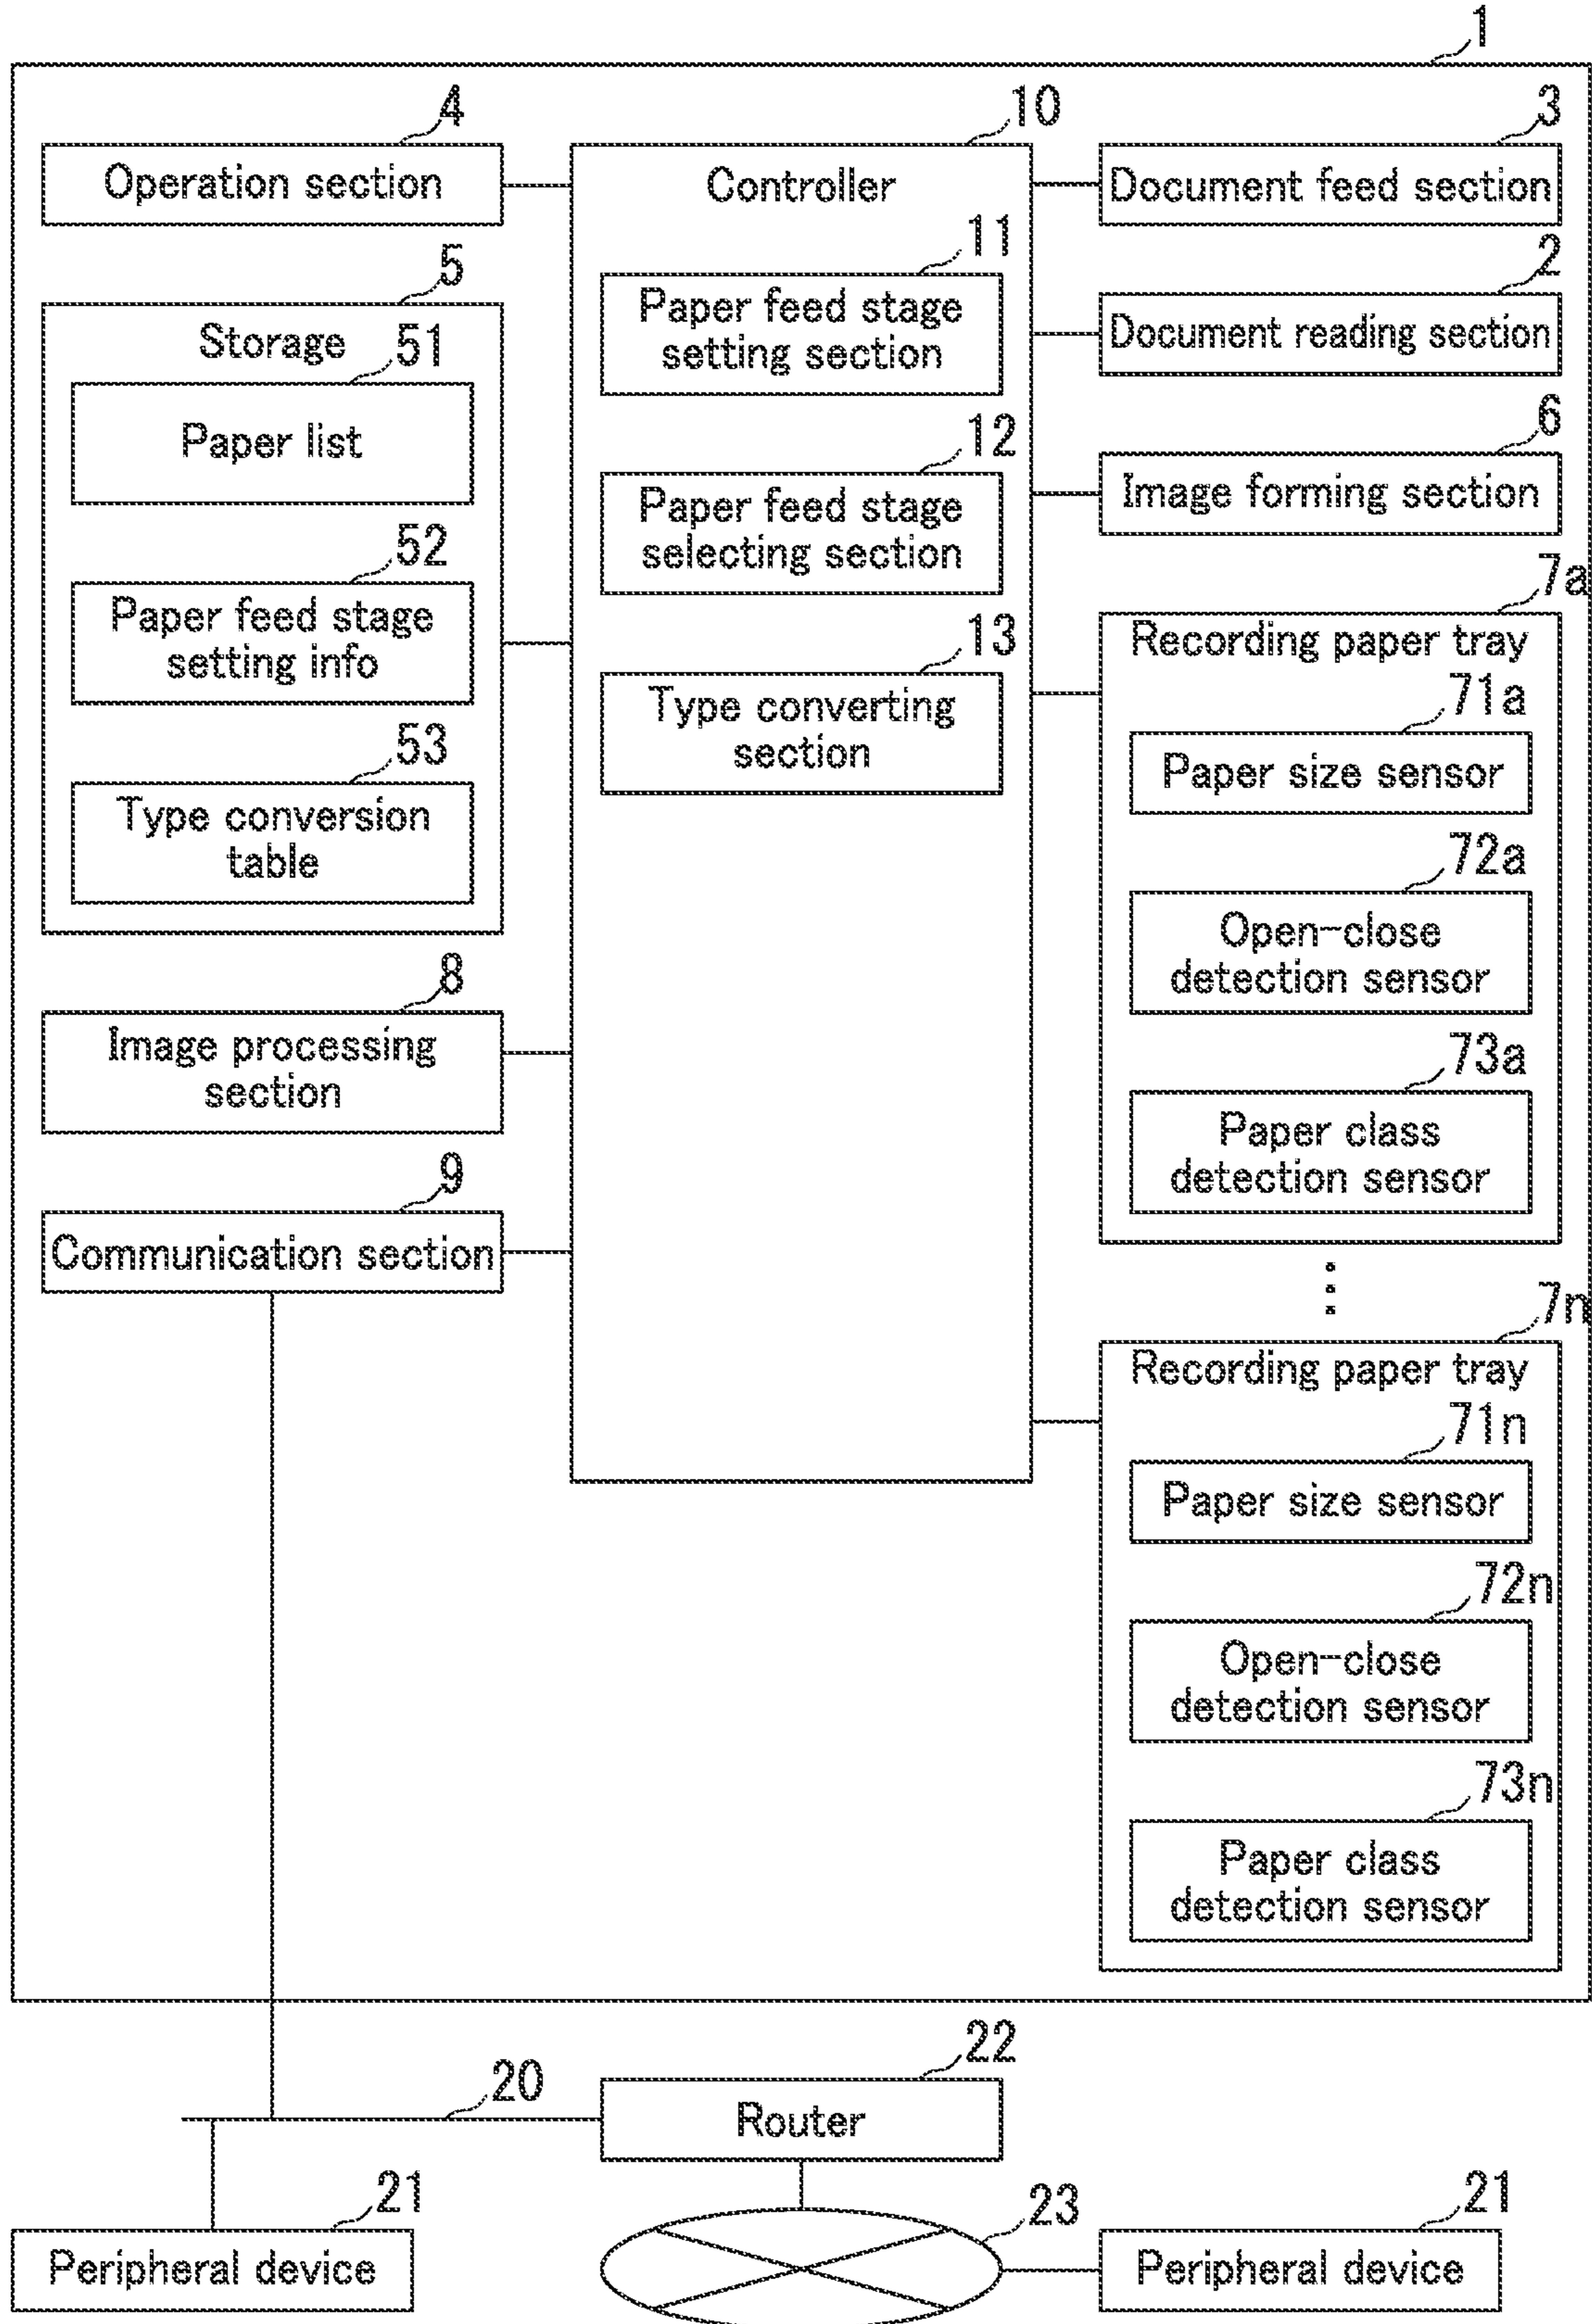 1
4
Operation section
10
Controller
3
Document feed section
5
Storage
51
Paper list
52
Paper feed stage
setting info
53
Type conversion
table
11
Paper feed stage
setting section
12
Paper feed stage
selecting section
13
Type converting
section
2
Document reading section
6
Image forming section
7a
Recording paper tray
71a
Paper size sensor
72a
Open-close
detection sensor
73a
Paper class
detection sensor
8
Image processing
section
9
Communication section
7n
Recording paper tray
71n
Paper size sensor
72n
Open-close
detection sensor
73n
Paper class
detection sensor
20
22
Router
21
Peripheral device
23
21
Peripheral device